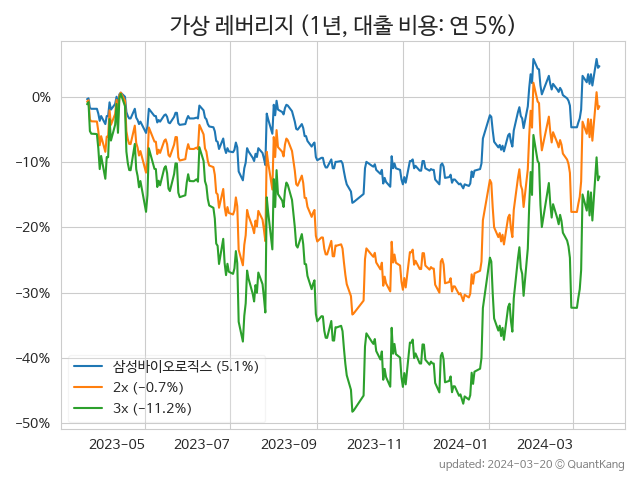 가상 레버리지 (1년, 대출 비용: 연 5%)
0%
−10%
−20%
−30%
−40%
−50%
삼성바이오로직스 (5.1%)
2x (−0.7%)
3x (−11.2%)
2023-05 2023-07 2023-09 2023-11 2024-01 2024-03
updated: 2024-03-20 © QuantKang